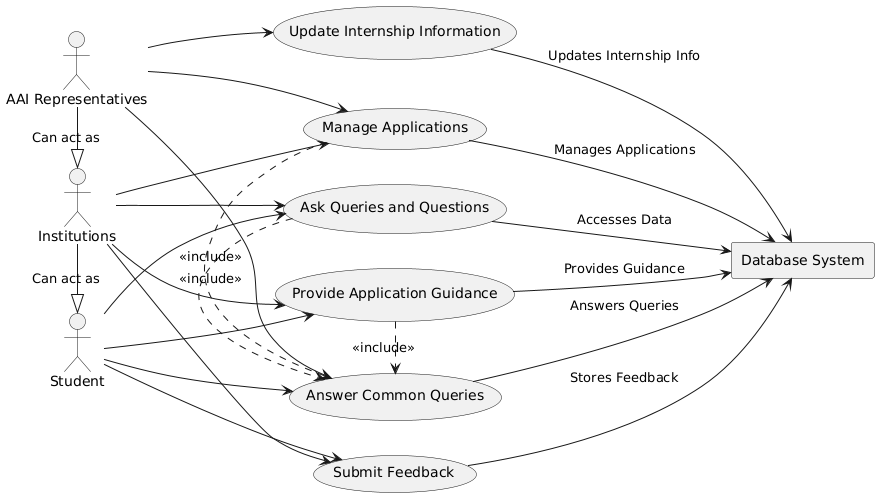 Update Internship Information
Updates Internship Info
AAI Representatives
Manage Applications
Can act as
Manages Applications
Ask Queries and Questions
Accesses Data
Institutions
«include»
Database System
Provides Guidance
Can act as
«include»
Provide Application Guidance
Answers Queries
«include»
Stores Feedback
Student
Answer Common Queries
Submit Feedback